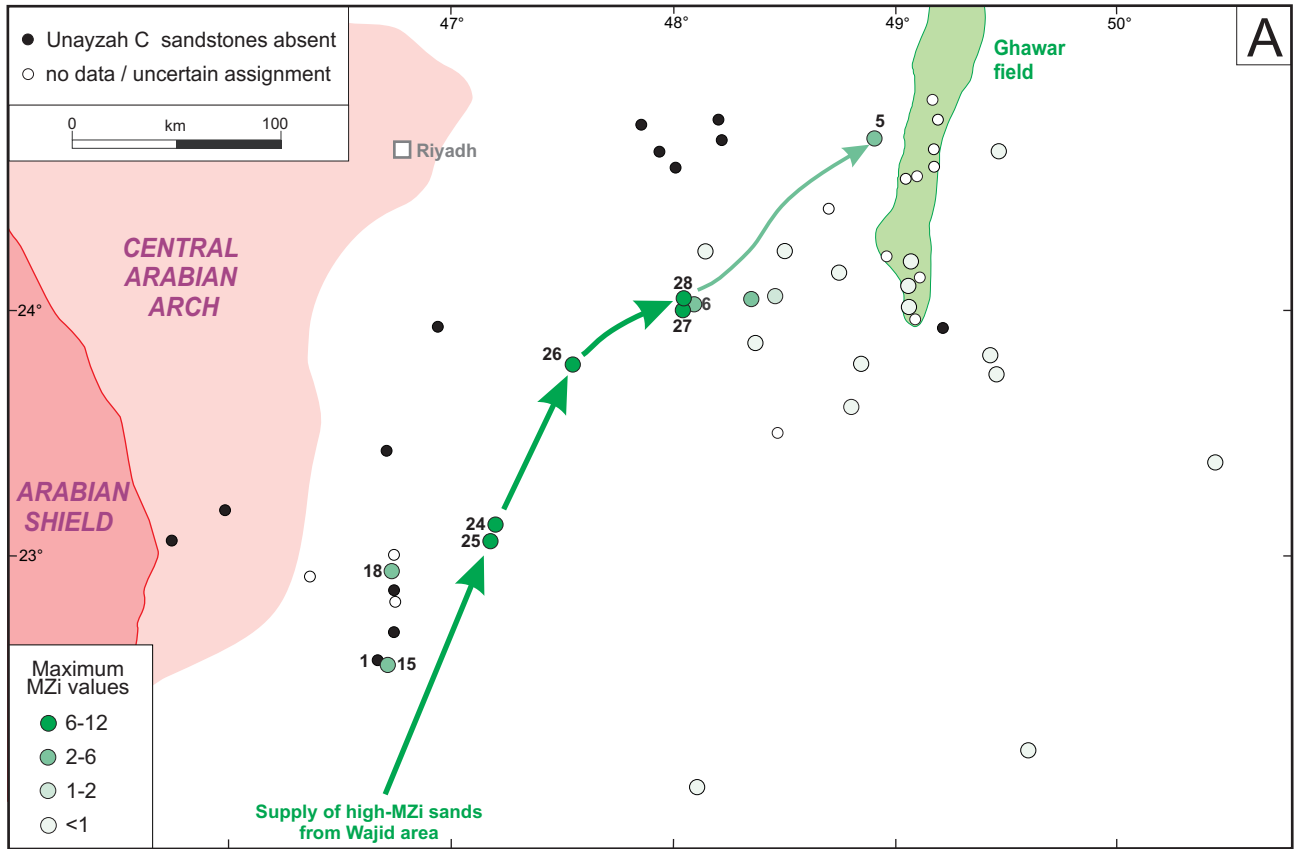 47°
48°
49°
50°
A
● Unayzah C sandstones absent
○ no data / uncertain assignment
0 km 100
Riyadh
Ghawar
field
5
CENTRAL
ARABIAN
ARCH
28
6
27
24°
26
ARABIAN
SHIELD
24
25
23°
18
1
15
Maximum
MZi values
6-12
2-6
1-2
<1
Supply of high-MZi sands
from Wajid area